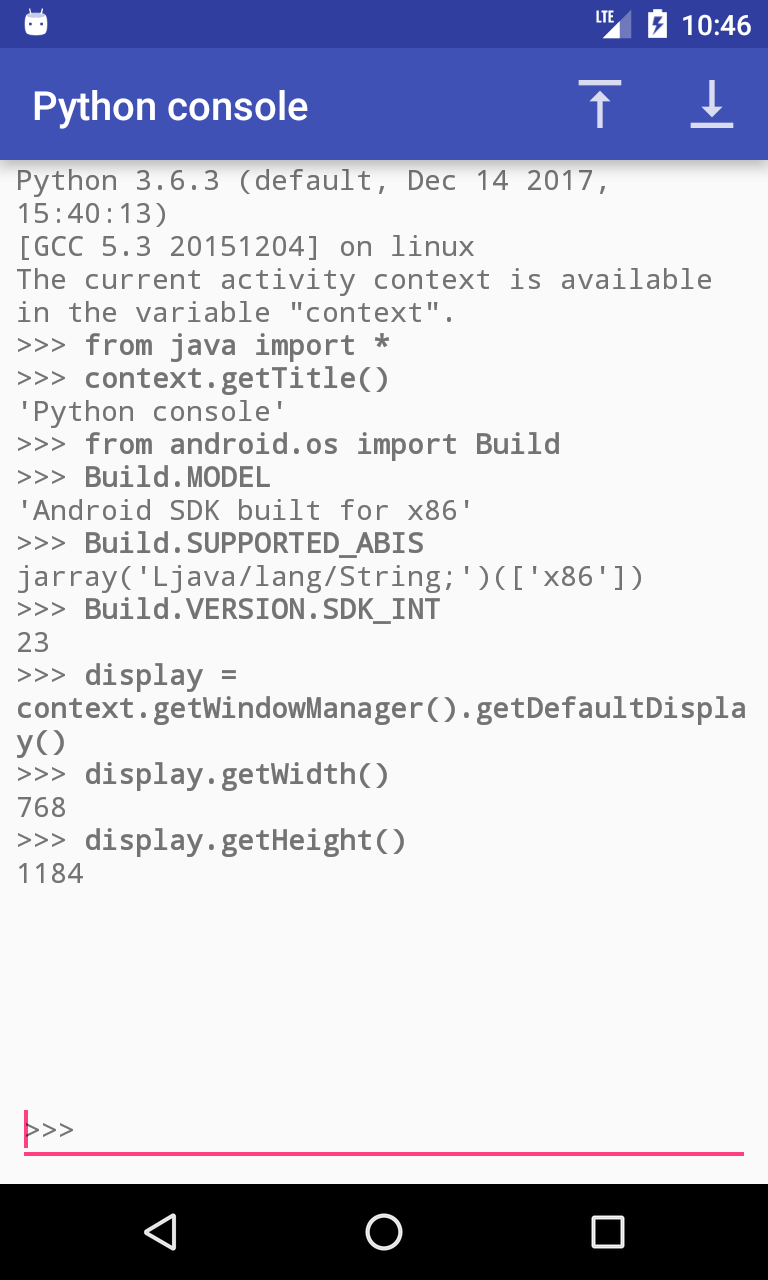 LTE 10:46
Python console
Python 3.6.3 (default, Dec 14 2017,
15:40:13)
[GCC 5.3 20151204] on linux
The current activity context is available
in the variable "context".
>>> from java import *
>>> context.getTitle()
'Python console'
>>> from android.os import Build
>>> Build.MODEL
'Android SDK built for x86'
>>> Build.SUPPORTED_ABIS
jarray('Ljava/lang/String;')(['x86'])
>>> Build.VERSION.SDK_INT
23
>>> display =
context.getWindowManager().getDefaultDispla
y()
>>> display.getWidth()
768
>>> display.getHeight()
1184
>>>